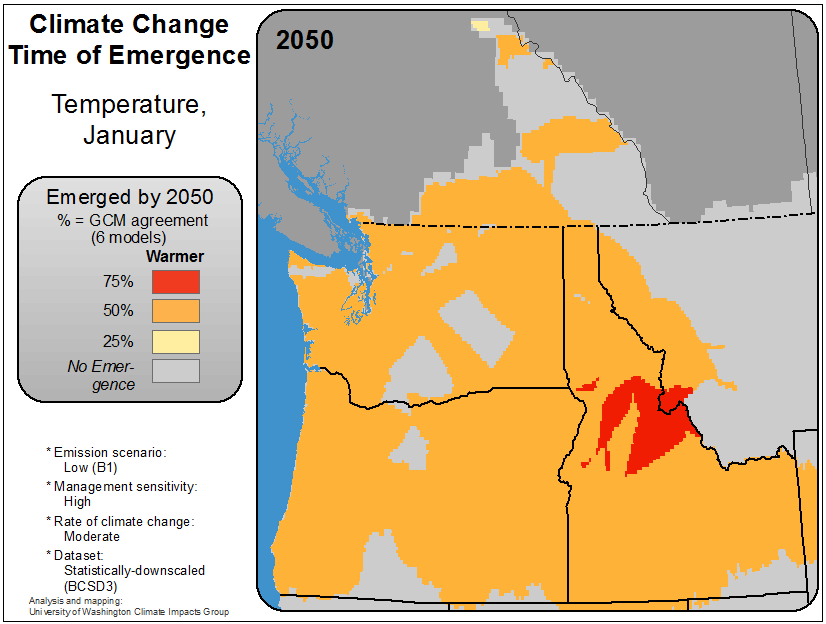 Climate Change
Time of Emergence
Temperature,
January
2050
Emerged by 2050
% = GCM agreement
(6 models)
Warmer
75%
50%
25%
No Emer-
gence
* Emission scenario:
Low (B1)
* Management sensitivity:
High
* Rate of climate change:
Moderate
* Dataset:
Statistically-downscaled
(BCSD3)
Analysis and mapping:
University of Washington Climate Impacts Group